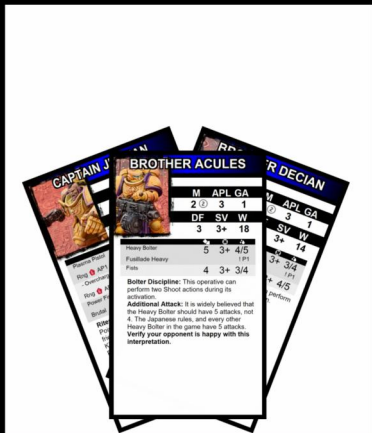 CAPTAIN
BROTHER ACULES
DECIAN
M APL GA
2 3 1
DF SV W
3 3+ 18
Heavy Bolter 5 3+ 4/5
Fusillade Heavy ! P1
Fists 4 3+ 3/4
Bolter Discipline: This operative can
perform two Shoot actions during its
activation.
Additional Attack: It is widely believed that
the Heavy Bolter should have 5 attacks, not
4. The Japanese rules, and every other
Heavy Bolter in the game have 5 attacks.
Verify your opponent is happy with this
interpretation.
Plasma Pistol
Rng AP1
Overcharge
Rng
Power
Brutal
M APL GA
3 1
SV W
3+ 14
3+ 3/4
! P1
3+ 4/5
perform